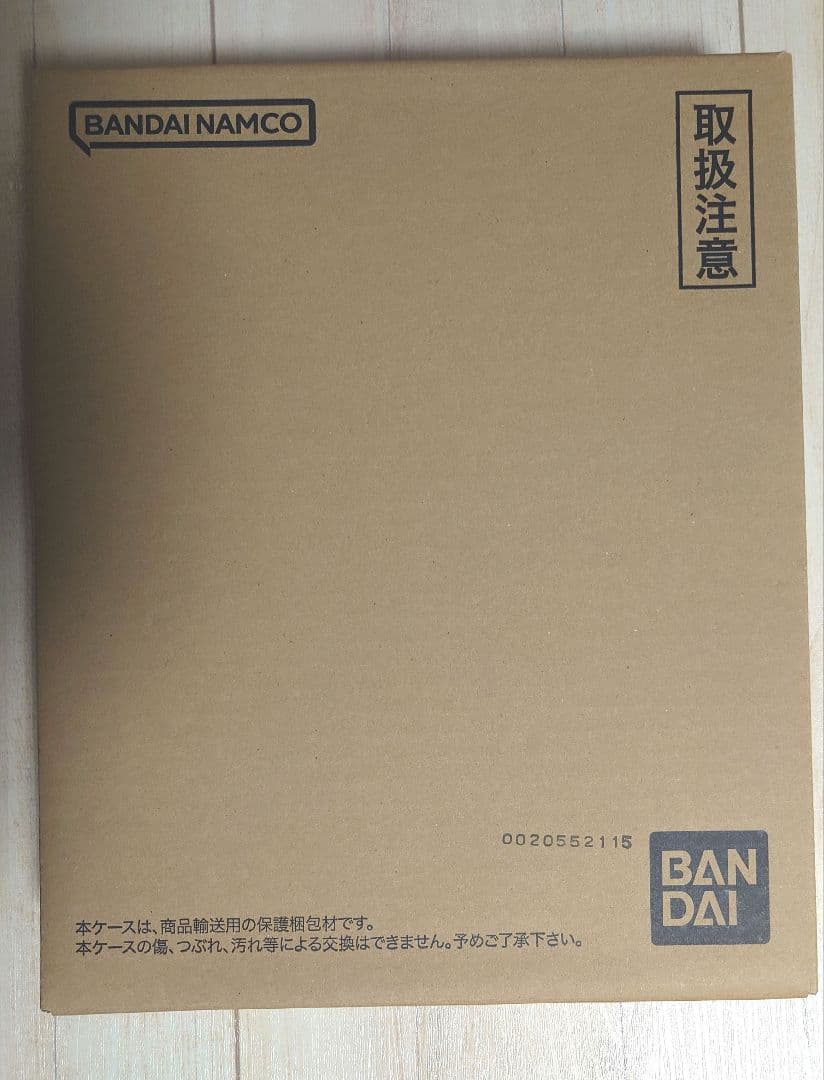 BANDAI NAMCO
取扱注意
0020552115
BAN
DAI
本ケースは、商品輸送用の保護梱包材です。
本ケースの傷、つぶれ、汚れ等による交換はできません。予めご了承下さい。